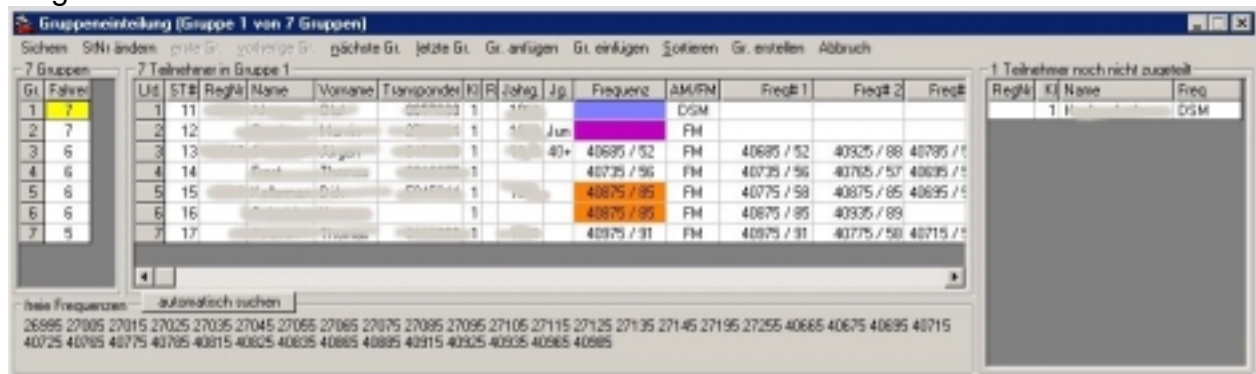 Gruppeneinteilung (Gruppe 1 von 7 Gruppen)
Sichern StNr ändern erste Gr. vorherige Gr. nächste Gr. letzte Gr. Gr. anfügen Gr. einfügen Sortieren Gr. erstellen Abbruch
7 Gruppen 7 Teilnehmer in Gruppe 1 1 Teilnehmer noch nicht zugeteilt
Gr. Fahrer Lfd. ST# RegNr Name Vorname Transponder Kl R Jahrg. Jg. Frequenz AM/FM Freq# 1 Freq# 2 Freq# RegNr Kl Name Freq
1 7 1 11 1 DSM 1 DSM
2 7 2 12 1 Jun FM
3 6 3 13 1 40+ 40685 / 52 FM 40685 / 52 40925 / 88 40785 /
4 6 4 14 1 40735 / 56 FM 40735 / 56 40765 / 57 40695 /
5 6 5 15 1 40875 / 85 FM 40775 / 58 40875 / 85 40695 /
6 6 6 16 1 40875 / 85 FM 40875 / 85 40935 / 89
7 5 7 17 1 40975 / 91 FM 40975 / 91 40775 / 58 40715 /
freie Frequenzen automatisch suchen
26995 27005 27015 27025 27035 27045 27055 27065 27075 27085 27095 27105 27115 27125 27135 27145 27195 27255 40665 40675 40695 40715
40725 40765 40775 40785 40815 40825 40835 40865 40885 40915 40925 40935 40965 40985